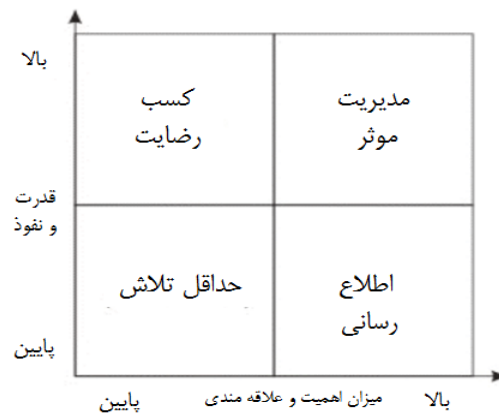 بالا
کسب
رضایت
مدیریت
موثر
قدرت
و نفوذ
حداقل تلاش
اطلاع
رسانی
پایین
پایین
میزان اهمیت و علاقه مندی
بالا